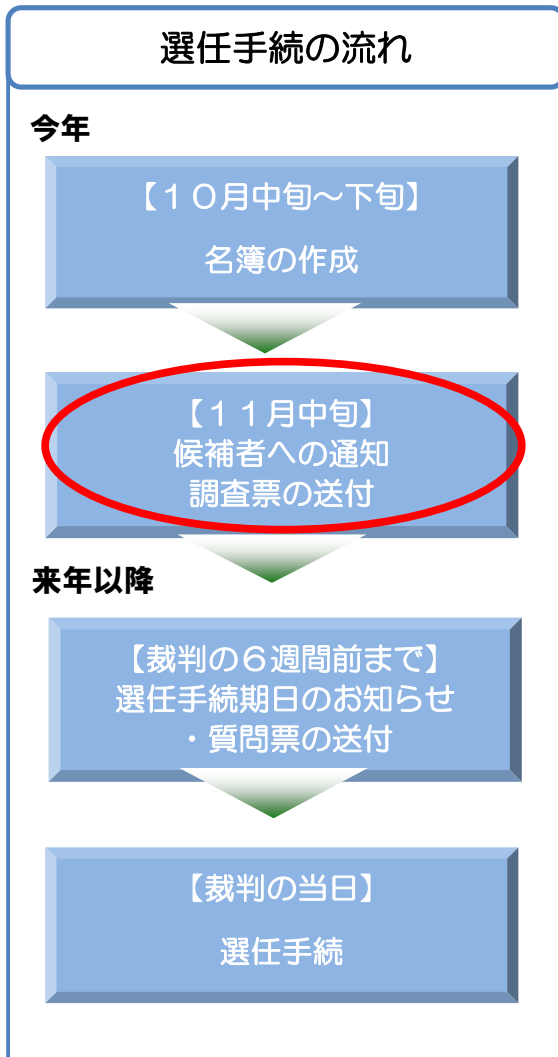 選任手続の流れ
今年
【１０月中旬～下旬】
名簿の作成
【１１月中旬】
候補者への通知
調査票の送付
来年以降
【裁判の６週間前まで】
選任手続期日のお知らせ
・質問票の送付
【裁判の当日】
選任手続